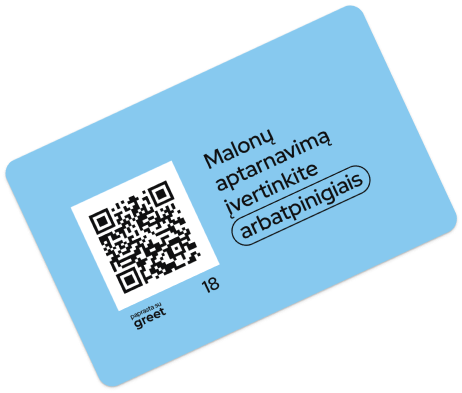 Malonų
aptarnavimą
įvertinkite
arbatpinigiais
18
paprasta su
greet